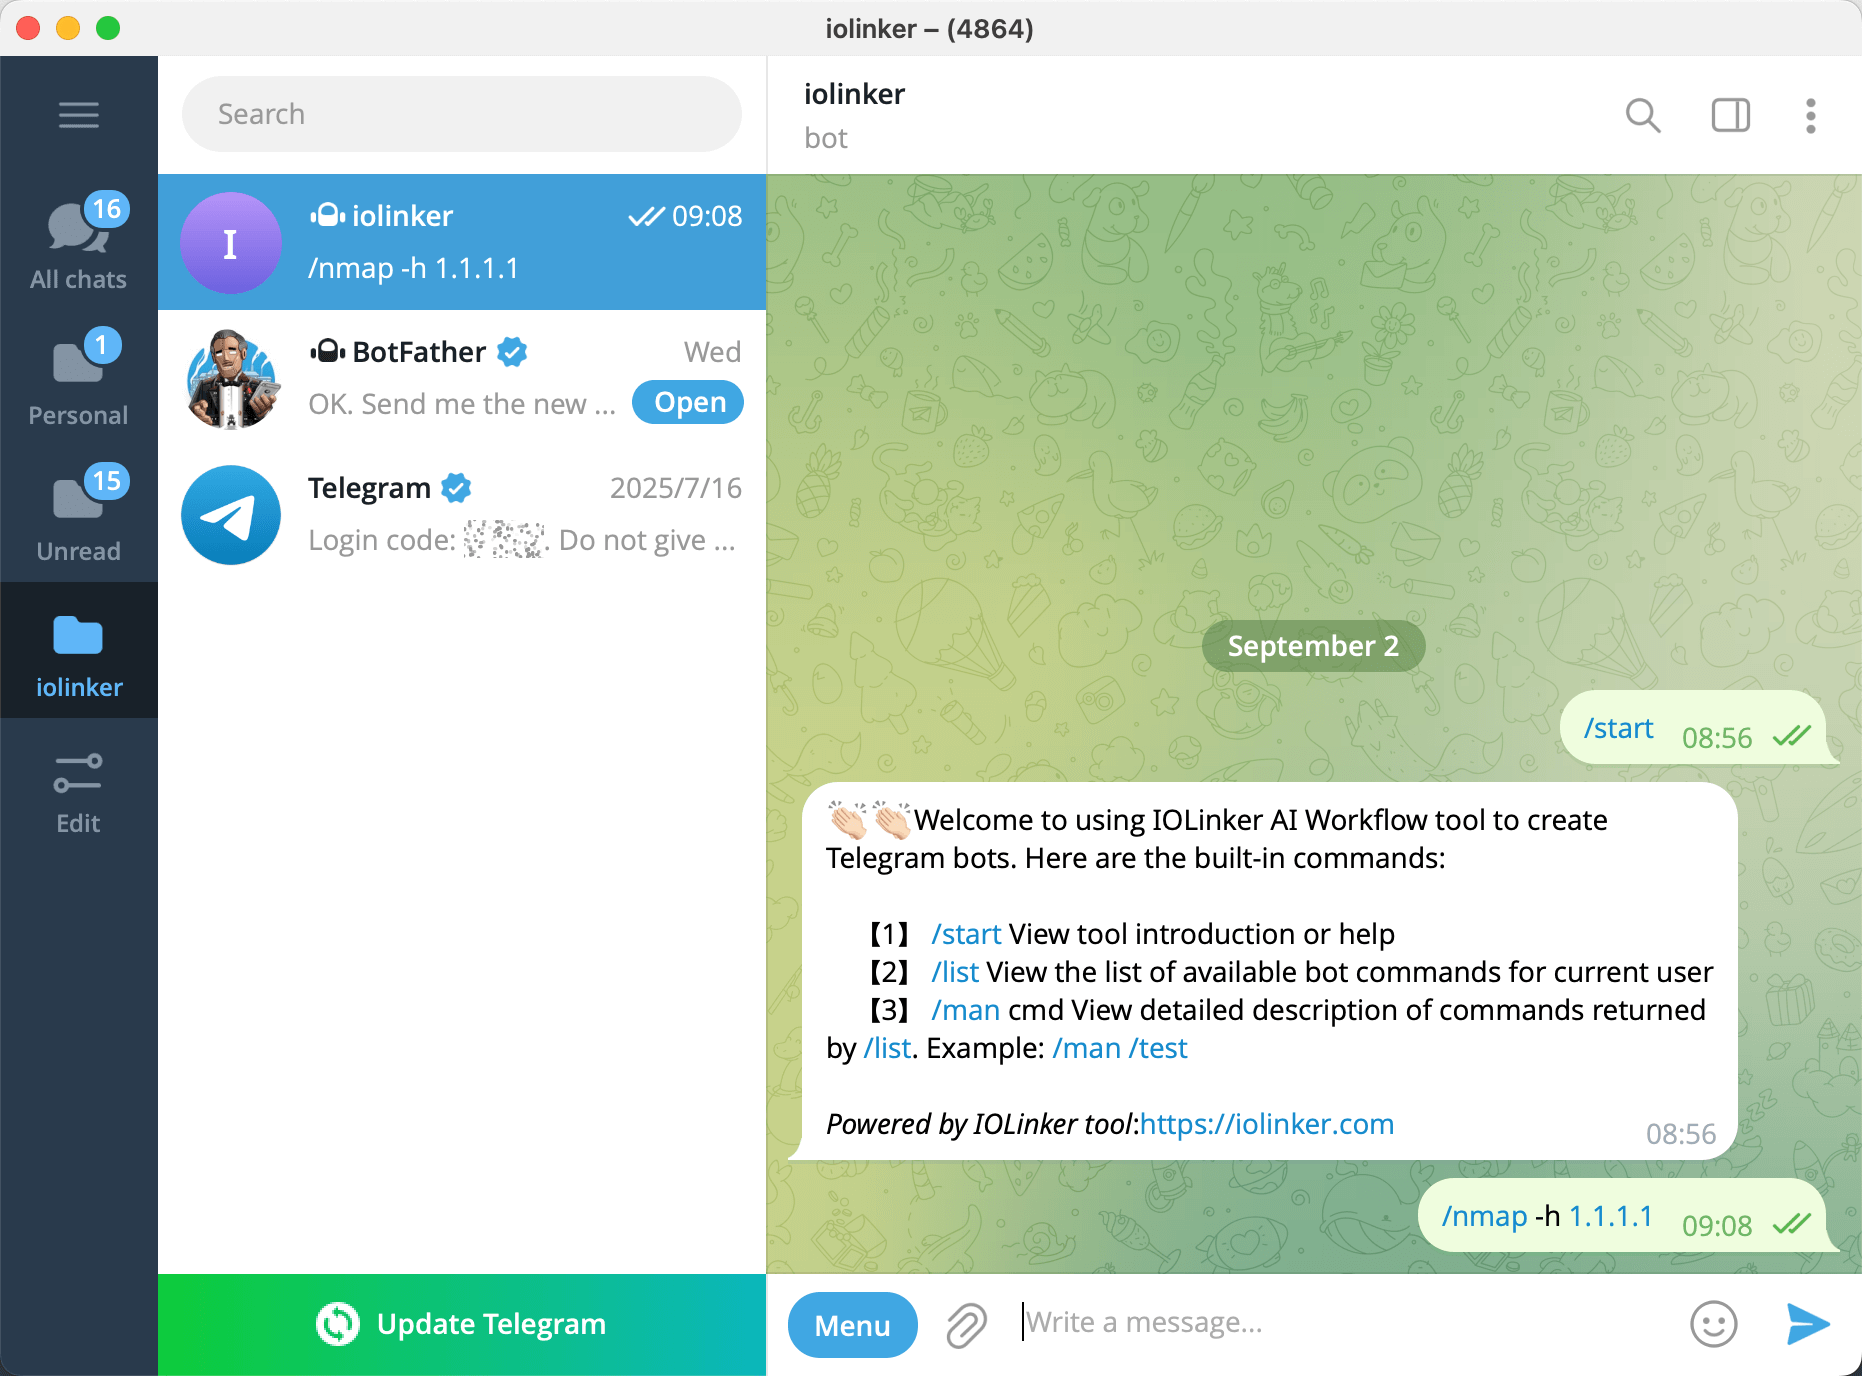 iolinker – (4864)
Search
iolinker
bot
16
All chats
1
Personal
15
Unread
iolinker
Edit
I
iolinker 09:08
/nmap -h 1.1.1.1
BotFather Wed
OK. Send me the new ... Open
Telegram 2025/7/16
Login code: . Do not give ...
Update Telegram
September 2
/start 08:56
👏🏻👏🏻Welcome to using IOLinker AI Workflow tool to create
Telegram bots. Here are the built-in commands:
【1】 /start View tool introduction or help
【2】 /list View the list of available bot commands for current user
【3】 /man cmd View detailed description of commands returned
by /list. Example: /man /test
Powered by IOLinker tool:https://iolinker.com
08:56
/nmap -h 1.1.1.1 09:08
Menu
Write a message...